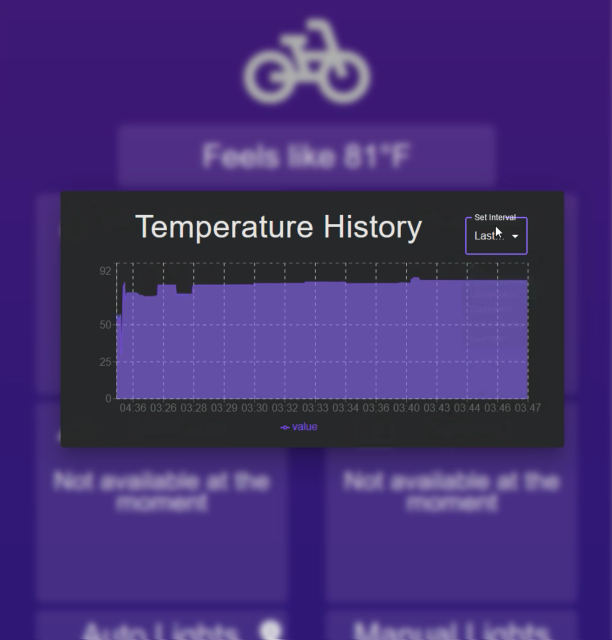 Feels like 81°F
Temperature History
Set Interval
Last...
92
50
25
0
04:36 03:26 03:28 03:29 03:30 03:32 03:33 03:34 03:36 03:40 03:43 03:44 03:46 03:47
value
Not available at the
moment
Not available at the
moment
Auto Lights
Manual Lights